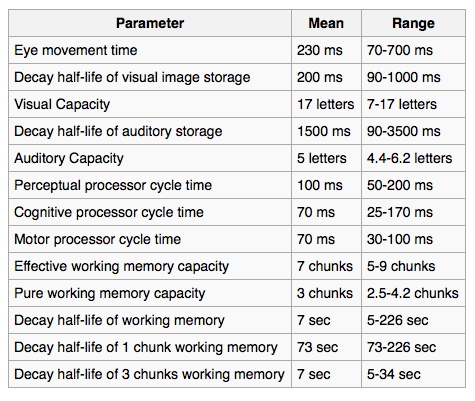 Parameter Mean Range
Eye movement time 230 ms 70-700 ms
Decay half-life of visual image storage 200 ms 90-1000 ms
Visual Capacity 17 letters 7-17 letters
Decay half-life of auditory storage 1500 ms 90-3500 ms
Auditory Capacity 5 letters 4.4-6.2 letters
Perceptual processor cycle time 100 ms 50-200 ms
Cognitive processor cycle time 70 ms 25-170 ms
Motor processor cycle time 70 ms 30-100 ms
Effective working memory capacity 7 chunks 5-9 chunks
Pure working memory capacity 3 chunks 2.5-4.2 chunks
Decay half-life of working memory 7 sec 5-226 sec
Decay half-life of 1 chunk working memory 73 sec 73-226 sec
Decay half-life of 3 chunks working memory 7 sec 5-34 sec